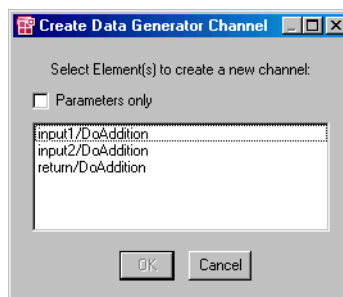 Create Data Generator Channel
Select Element(s) to create a new channel:
Parameters only
input1/DoAddition
input2/DoAddition
return/DoAddition
OK
Cancel